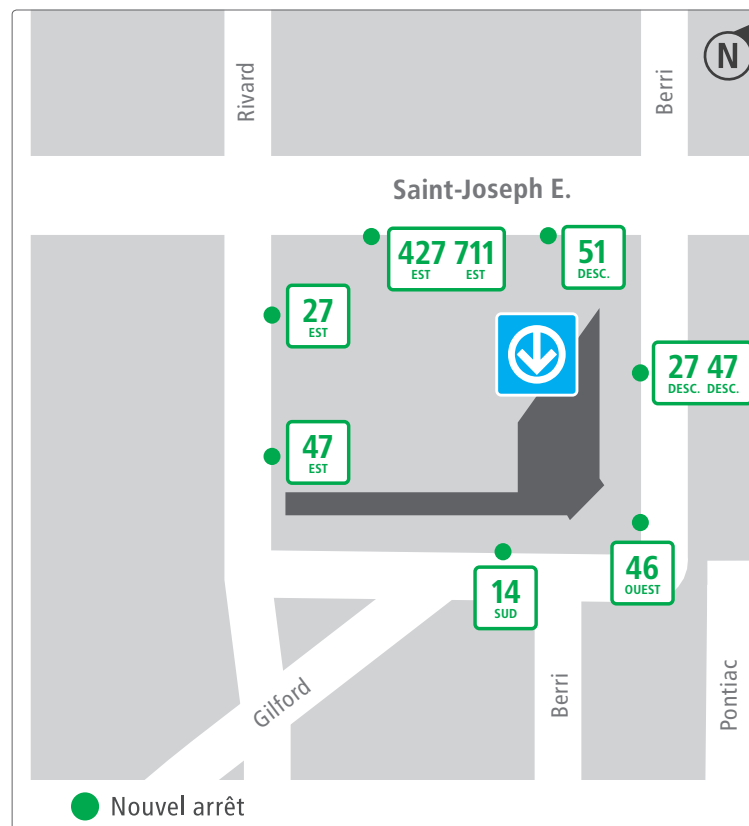 N
Rivard
Berri
Saint-Joseph E.
427 711
EST EST
51
DESC.
27
EST
27 47
DESC. DESC.
47
EST
46
OUEST
14
SUD
Gilford
Berri
Pontiac
Nouvel arrêt